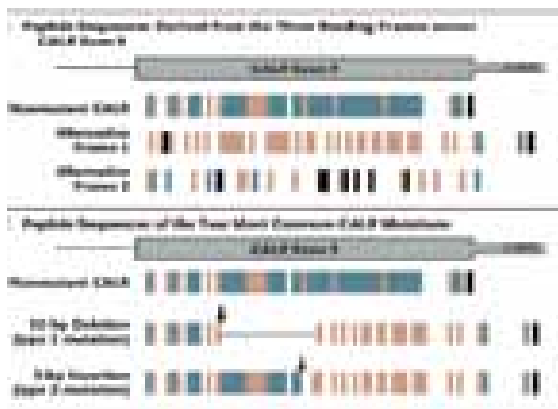 Peptide Sequences Derived from the Three Reading Frames across
CALR Exon 9
CALR Exon 9
Nonmutant CALR
Alternative
Frame 1
Alternative
Frame 2
Peptide Sequences of the Two Most Common CALR Mutations
CALR Exon 9
Nonmutant CALR
52-bp Deletion
(type 1 mutation)
5-bp Insertion
(type 2 mutation)